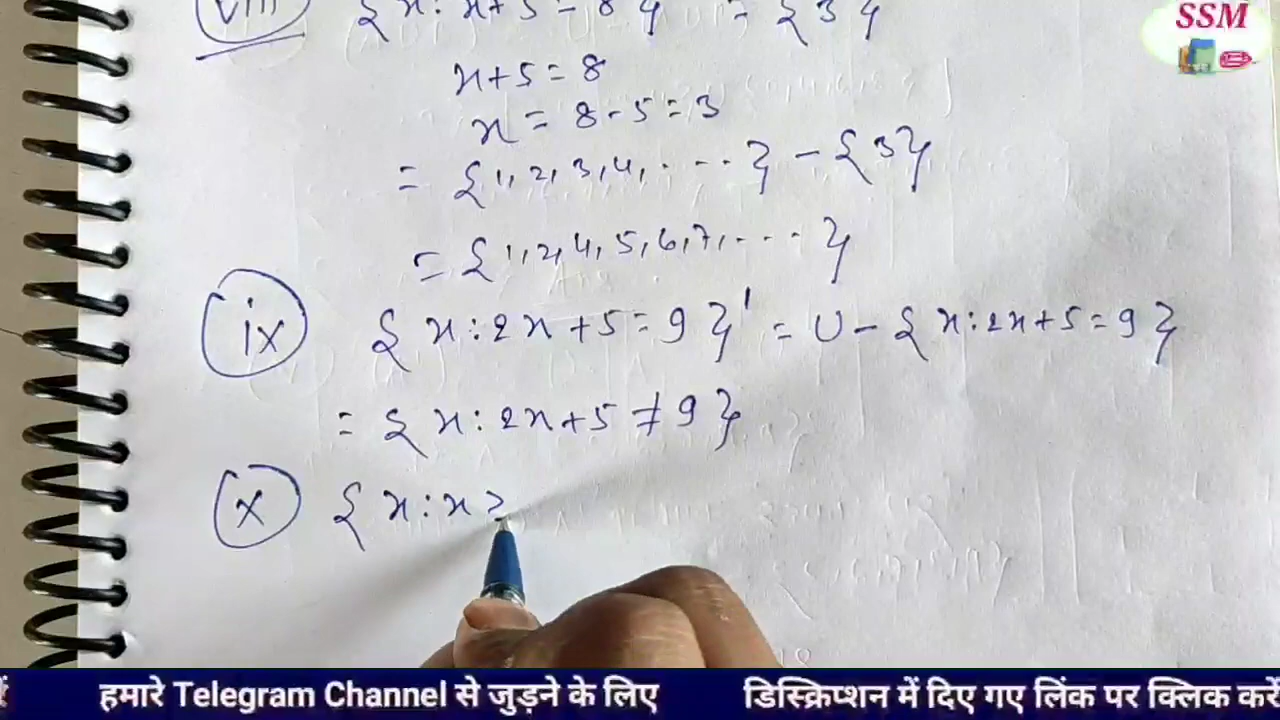 viii {x : x+5 = 8} = {3}
SSM
x+5 = 8
x = 8 - 5 = 3
= {1, 2, 3, 4, ....} - {3}
= {1, 2, 4, 5, 6, 7, ....}
ix {x : 2x + 5 = 9}' = U - {x : 2x + 5 = 9}
= {x : 2x + 5 ≠ 9}
x {x : x ≥
हमारे Telegram Channel से जुड़ने के लिए डिस्क्रिप्शन में दिए गए लिंक पर क्लिक करें